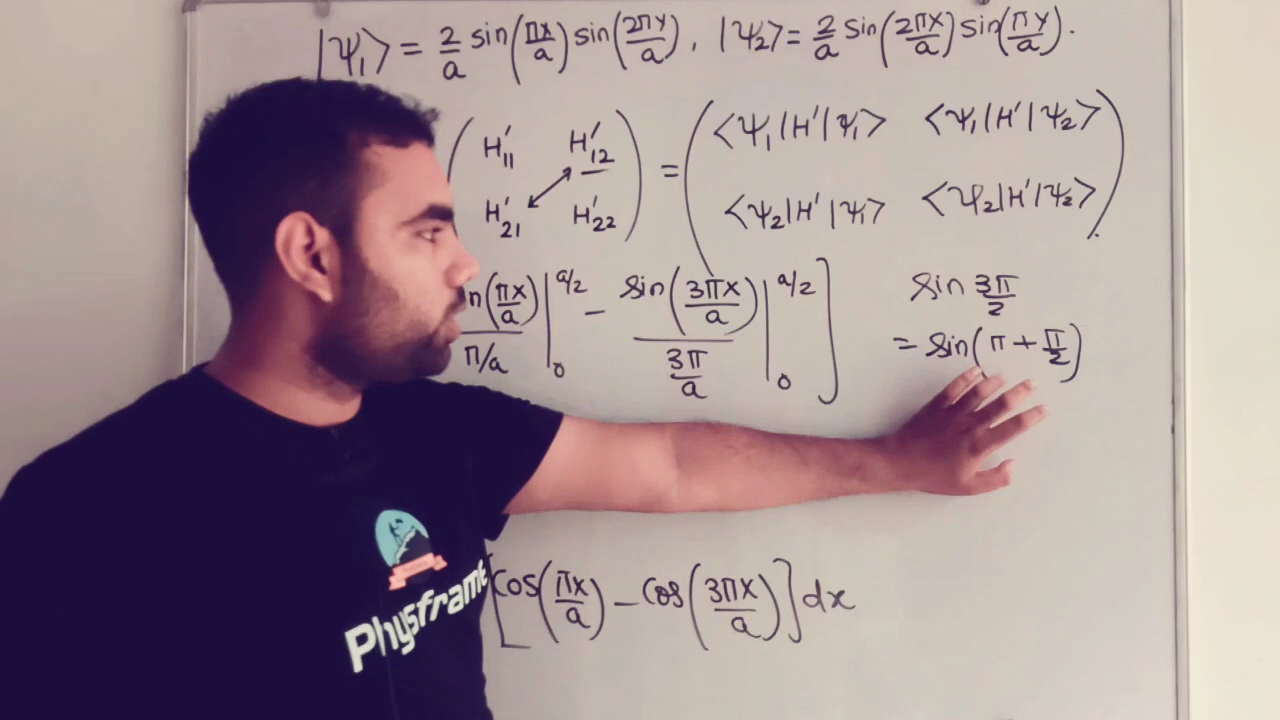 |Ψ₁⟩ = 2/a sin(πx/a) sin(2πy/a), |Ψ₂⟩ = 2/a sin(2πx/a) sin(πy/a).
(H'₁₁ H'₁₂ = (⟨Ψ₁|H'|Ψ₁⟩ ⟨Ψ₁|H'|Ψ₂⟩
H'₂₁ H'₂₂) ⟨Ψ₂|H'|Ψ₁⟩ ⟨Ψ₂|H'|Ψ₂⟩).
n(πx/a)/(π/a) |₀^(a/2) − sin(3πx/a)/(3π/a) |₀^(a/2) ]
sin 3π/2
= sin(π + π/2)
[cos(πx/a) − cos(3πx/a)] dx
Physframe